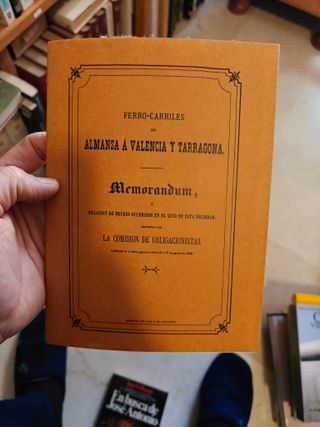 FERRO-CARRILES
DE
ALMANSA Á VALENCIA Y TARRAGONA.
Memorandum,
Ó
RELACION DE HECHOS OCURRIDOS EN EL SENO DE ESTA SOCIEDAD,
LA COMISION DE OBLIGACIONISTAS
En busca de
José Antonio